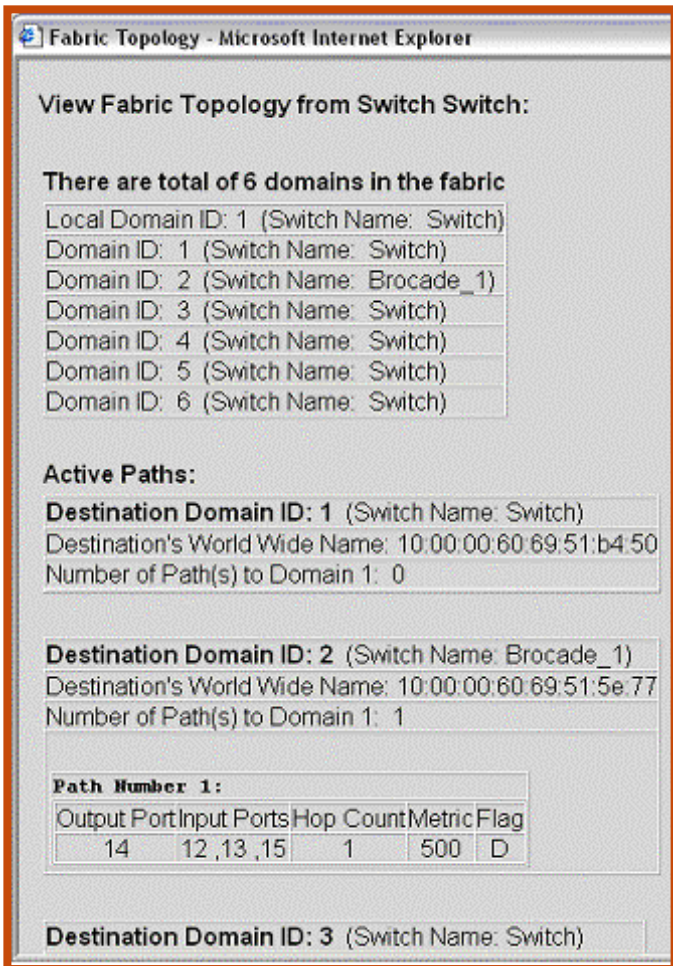 Fabric Topology - Microsoft Internet Explorer
View Fabric Topology from Switch Switch:
There are total of 6 domains in the fabric
Local Domain ID: 1 (Switch Name: Switch)
Domain ID: 1 (Switch Name: Switch)
Domain ID: 2 (Switch Name: Brocade_1)
Domain ID: 3 (Switch Name: Switch)
Domain ID: 4 (Switch Name: Switch)
Domain ID: 5 (Switch Name: Switch)
Domain ID: 6 (Switch Name: Switch)
Active Paths:
Destination Domain ID: 1 (Switch Name: Switch)
Destination's World Wide Name: 10:00:00:60:69:51:b4:50
Number of Path(s) to Domain 1: 0
Destination Domain ID: 2 (Switch Name: Brocade_1)
Destination's World Wide Name: 10:00:00:60:69:51:5e:77
Number of Path(s) to Domain 1: 1
Path Number 1:
Output Port Input Ports Hop Count Metric Flag
14 12 ,13 ,15 1 500 D
Destination Domain ID: 3 (Switch Name: Switch)